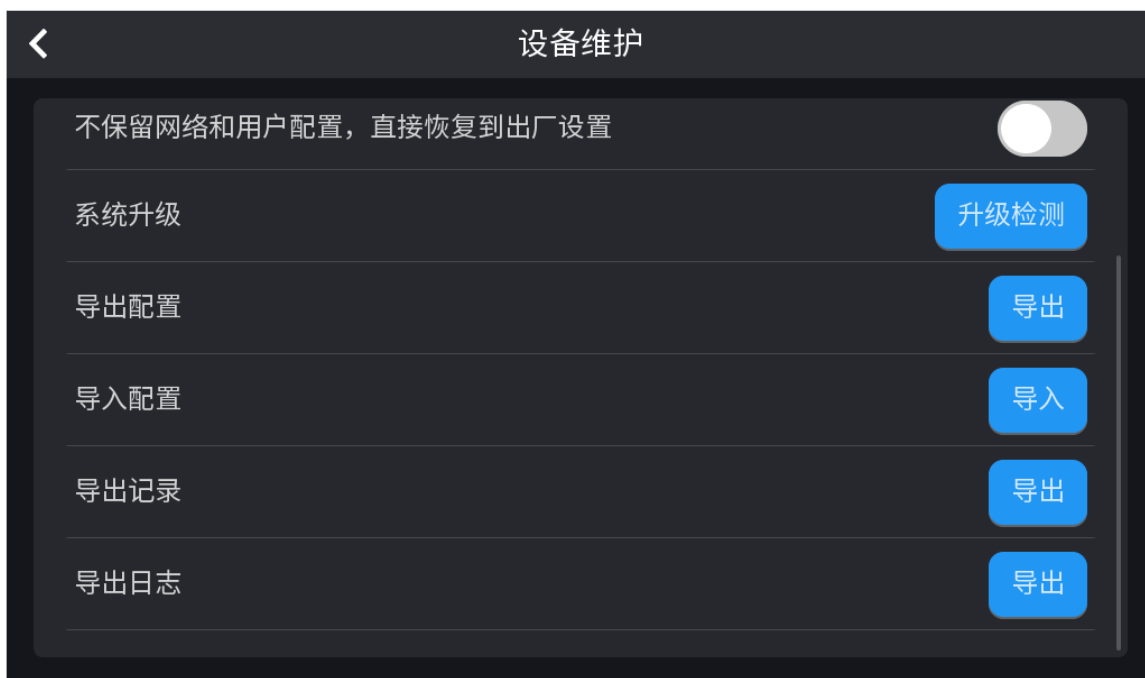 设备维护
不保留网络和用户配置，直接恢复到出厂设置
系统升级 升级检测
导出配置 导出
导入配置 导入
导出记录 导出
导出日志 导出